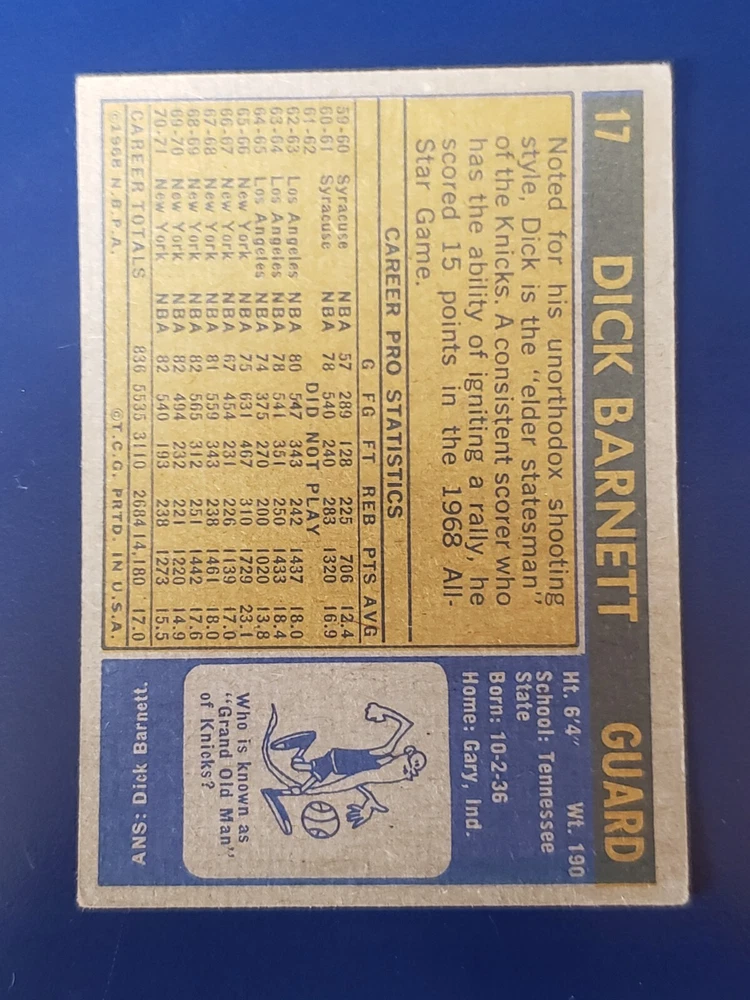 17 DICK BARNETT GUARD
Noted for his unorthodox shooting
style, Dick is the "elder statesman"
of the Knicks. A consistent scorer who
has the ability of igniting a rally, he
scored 15 points in the 1968 All-
Star Game.
CAREER PRO STATISTICS
G FG FT REB PTS AVG
59-60 Syracuse NBA 57 289 128 225 706 12.4
60-61 Syracuse NBA 78 540 240 283 1320 16.9
61-62 DID NOT PLAY
62-63 Los Angeles NBA 80 547 343 242 1437 18.0
63-64 Los Angeles NBA 78 541 351 250 1433 18.4
64-65 Los Angeles NBA 74 375 270 200 1020 13.8
65-66 New York NBA 75 631 467 310 1729 23.1
66-67 New York NBA 67 454 231 226 1139 17.0
67-68 New York NBA 81 559 343 238 1461 18.0
68-69 New York NBA 82 565 312 251 1442 17.6
69-70 New York NBA 82 494 232 221 1220 14.9
70-71 New York NBA 82 540 193 238 1273 15.5
CAREER TOTALS 836 5535 3110 2684 14,180 17.0
©1968 N.B.P.A. ©T.C.G. PRTD. IN U.S.A.
Ht. 6'4" Wt. 190
School: Tennessee
State
Born: 10-2-36
Home: Gary, Ind.
Who is known as
"Grand Old Man"
of Knicks?
ANS: Dick Barnett.